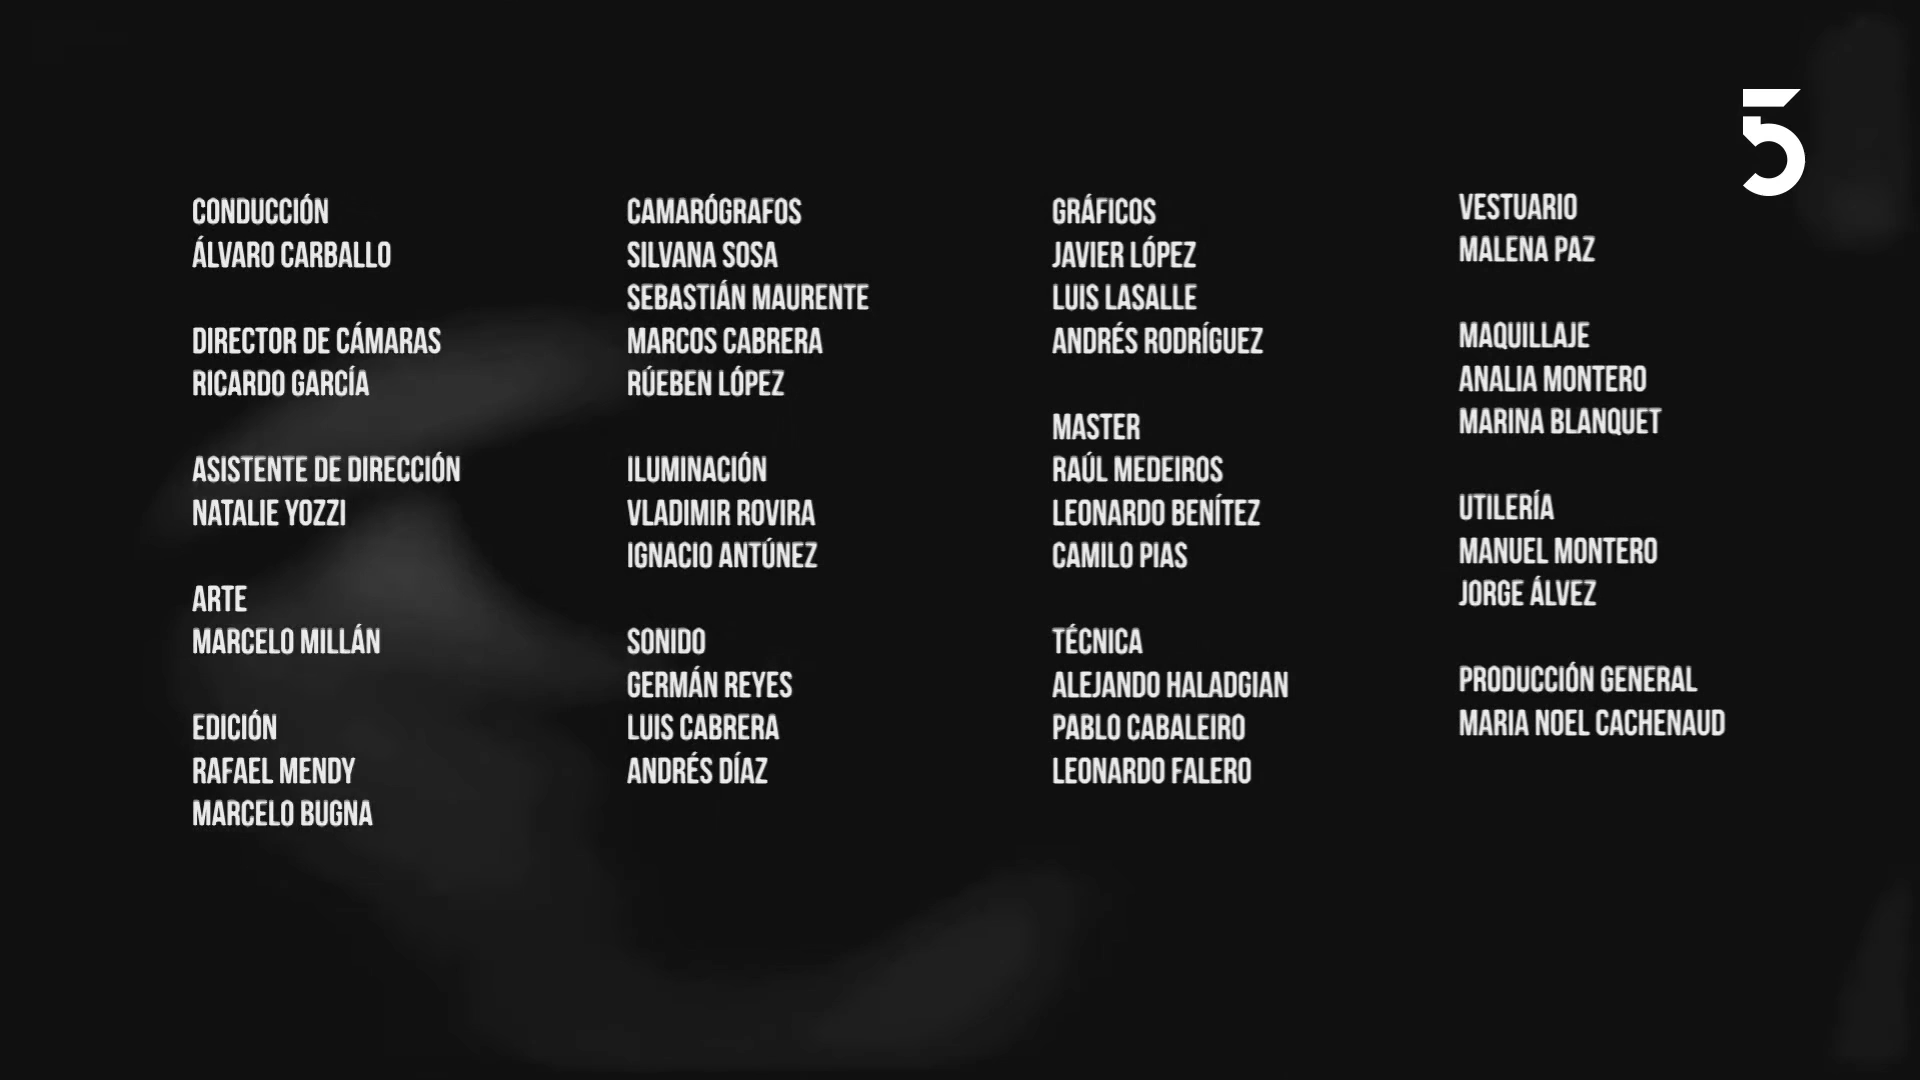 CONDUCCIÓN
ÁLVARO CARBALLO
DIRECTOR DE CÁMARAS
RICARDO GARCÍA
ASISTENTE DE DIRECCIÓN
NATALIE YOZZI
ARTE
MARCELO MILLÁN
EDICIÓN
RAFAEL MENDY
MARCELO BUGNA
CAMARÓGRAFOS
SILVANA SOSA
SEBASTIÁN MAURENTE
MARCOS CABRERA
RÚEBEN LÓPEZ
ILUMINACIÓN
VLADIMIR ROVIRA
IGNACIO ANTÚNEZ
SONIDO
GERMÁN REYES
LUIS CABRERA
ANDRÉS DÍAZ
GRÁFICOS
JAVIER LÓPEZ
LUIS LASALLE
ANDRÉS RODRÍGUEZ
MASTER
RAÚL MEDEIROS
LEONARDO BENÍTEZ
CAMILO PIAS
TÉCNICA
ALEJANDO HALADGIAN
PABLO CABALEIRO
LEONARDO FALERO
5
VESTUARIO
MALENA PAZ
MAQUILLAJE
ANALIA MONTERO
MARINA BLANQUET
UTILERÍA
MANUEL MONTERO
JORGE ÁLVEZ
PRODUCCIÓN GENERAL
MARIA NOEL CACHENAUD